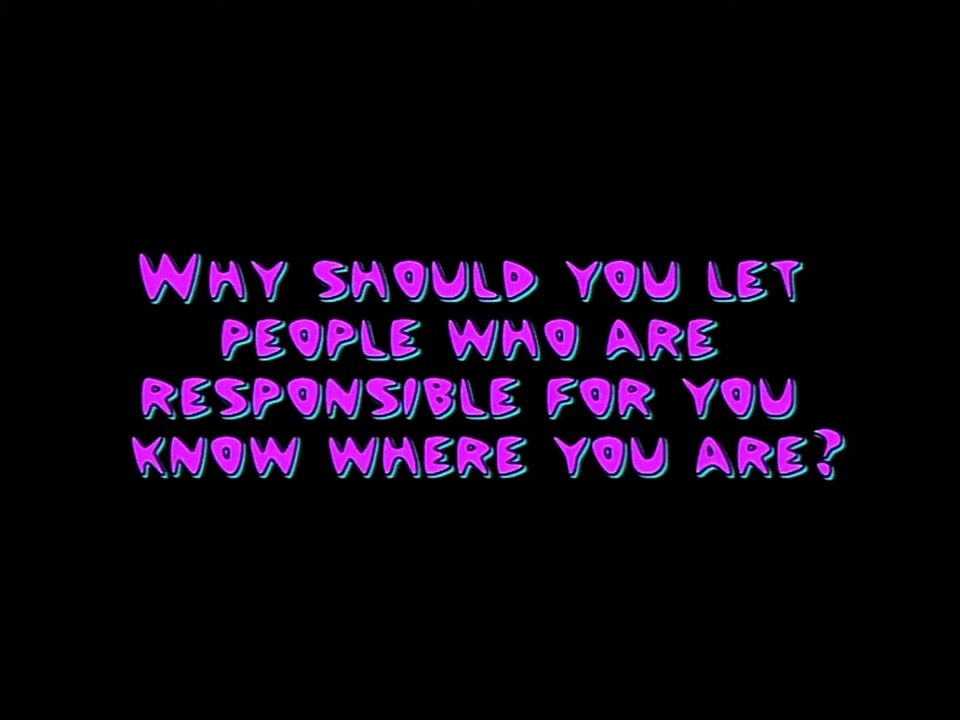 Why should you let
people who are
responsible for you
know where you are?